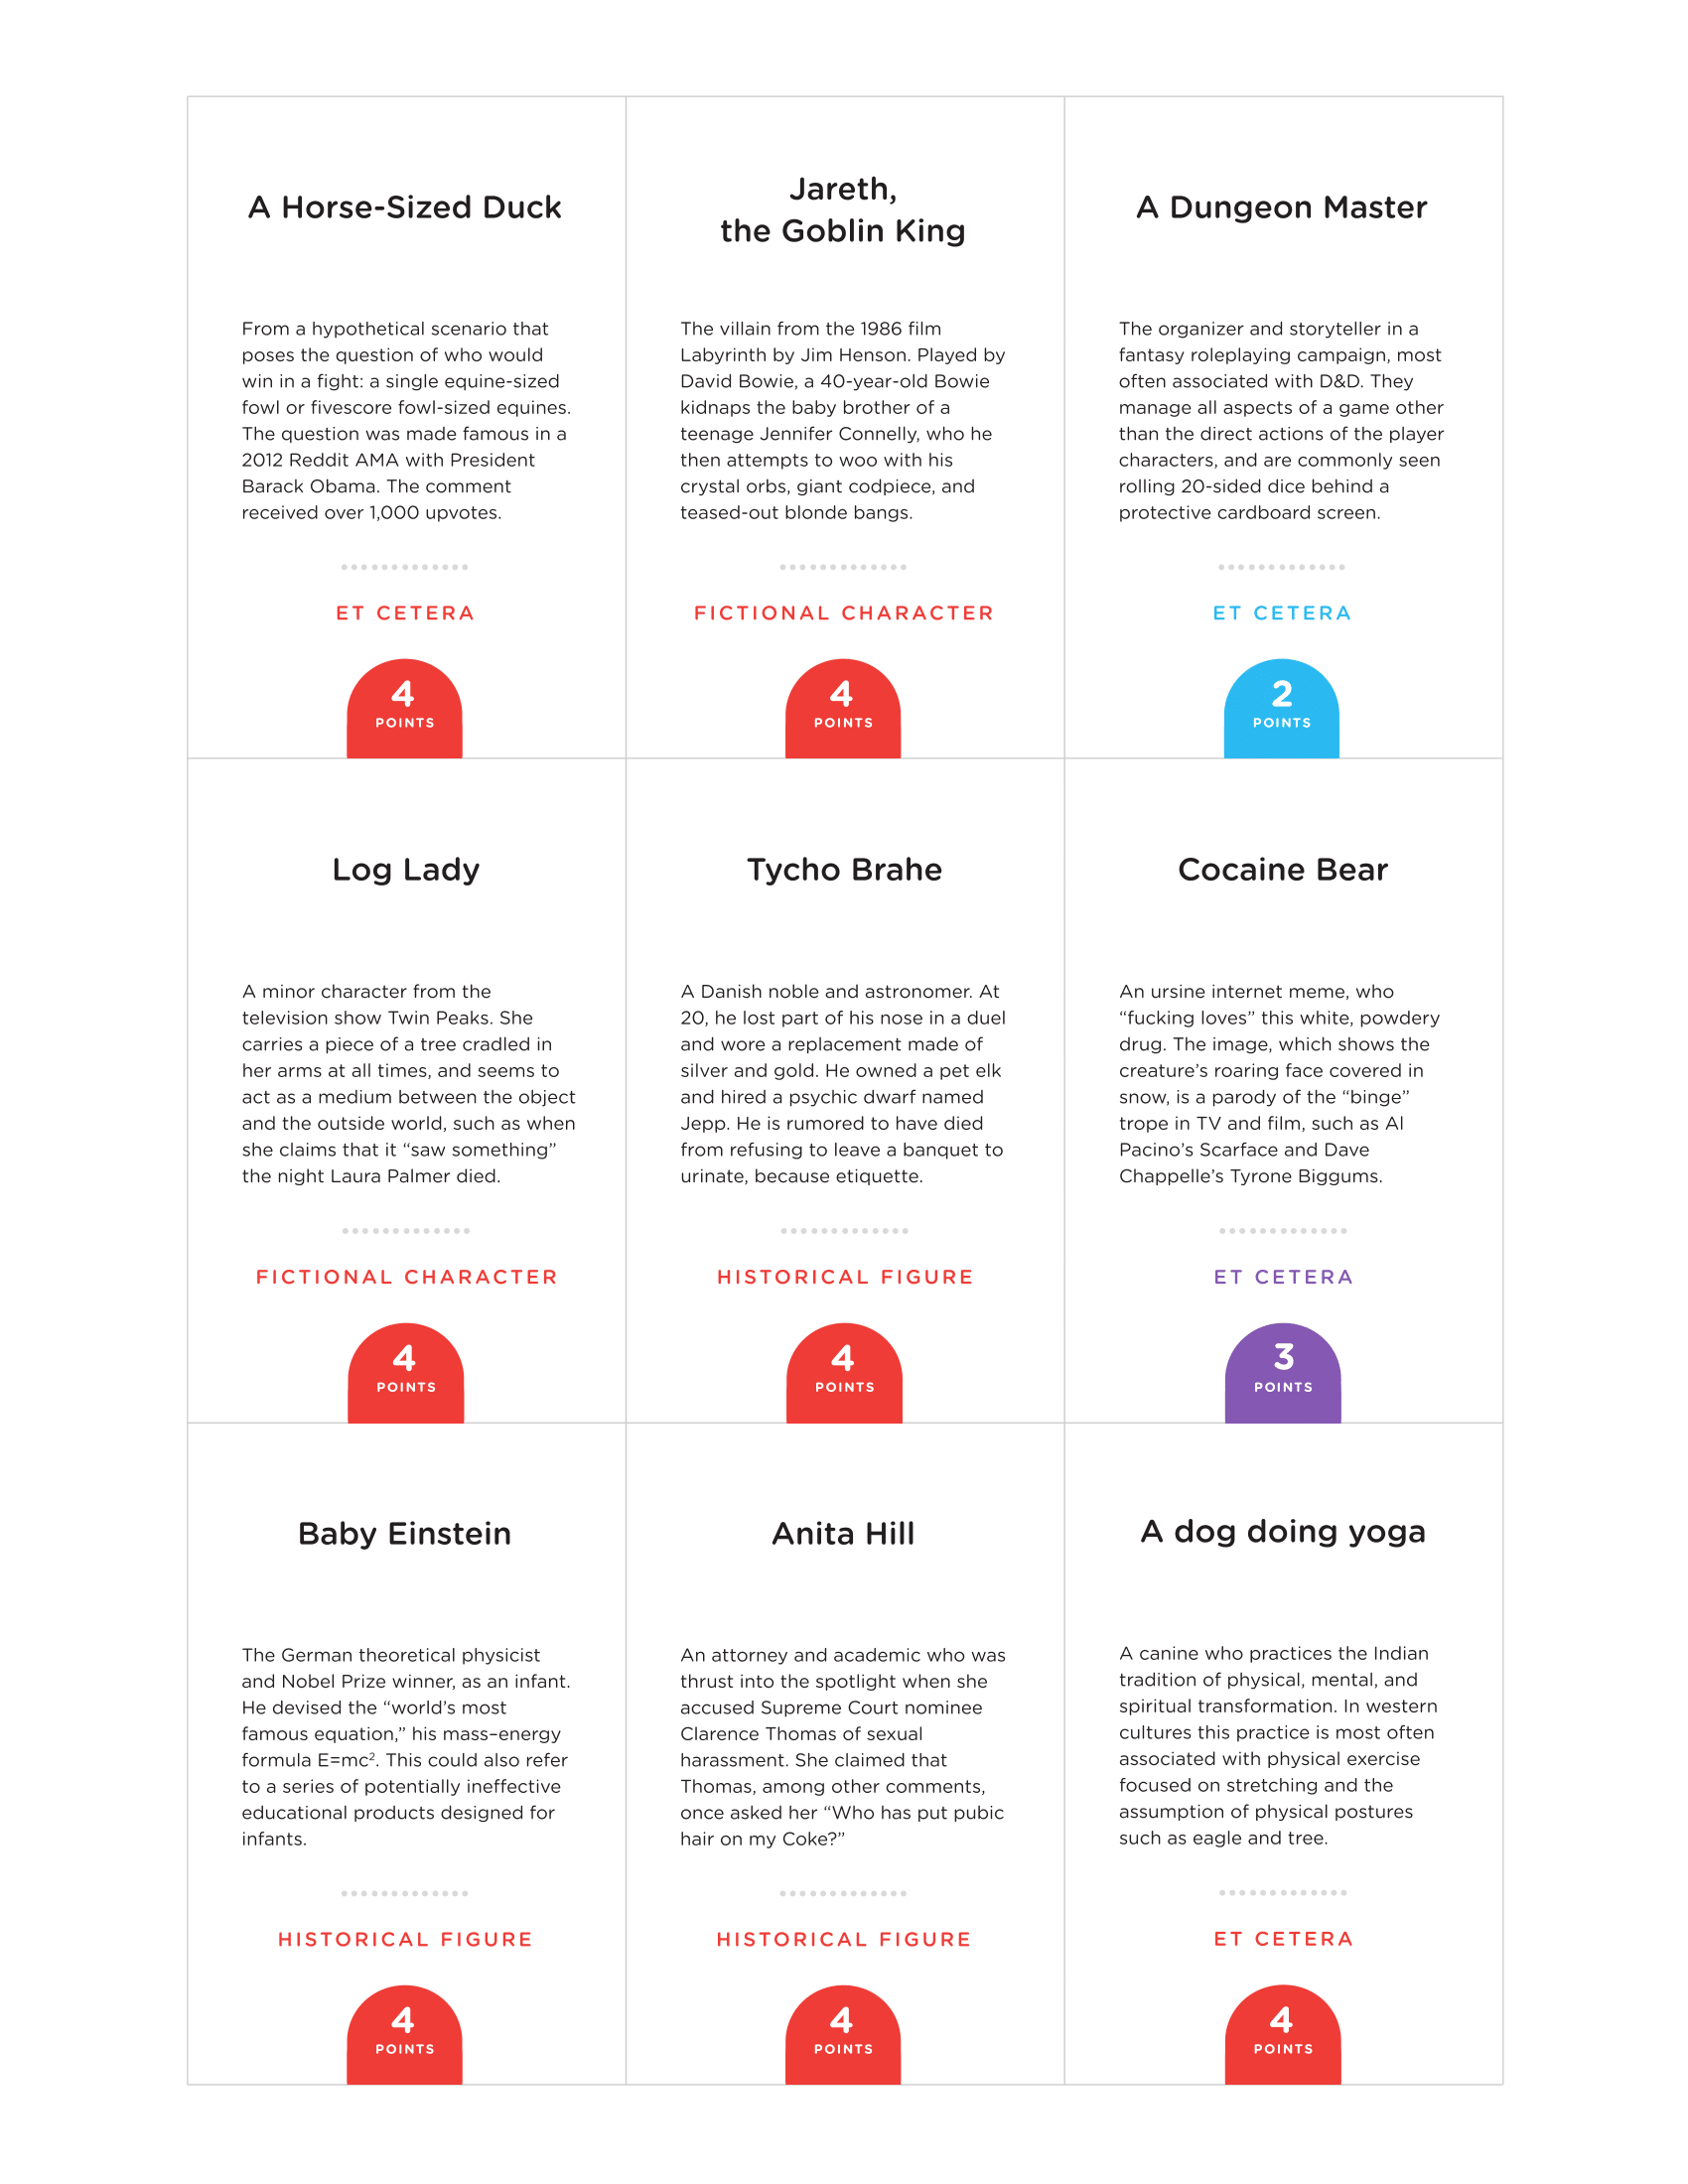 A Horse-Sized Duck
From a hypothetical scenario that
poses the question of who would
win in a fight: a single equine-sized
fowl or fivescore fowl-sized equines.
The question was made famous in a
2012 Reddit AMA with President
Barack Obama. The comment
received over 1,000 upvotes.
ET CETERA
4
POINTS
Jareth,
the Goblin King
The villain from the 1986 film
Labyrinth by Jim Henson. Played by
David Bowie, a 40-year-old Bowie
kidnaps the baby brother of a
teenage Jennifer Connelly, who he
then attempts to woo with his
crystal orbs, giant codpiece, and
teased-out blonde bangs.
FICTIONAL CHARACTER
4
POINTS
A Dungeon Master
The organizer and storyteller in a
fantasy roleplaying campaign, most
often associated with D&D. They
manage all aspects of a game other
than the direct actions of the player
characters, and are commonly seen
rolling 20-sided dice behind a
protective cardboard screen.
ET CETERA
2
POINTS
Log Lady
A minor character from the
television show Twin Peaks. She
carries a piece of a tree cradled in
her arms at all times, and seems to
act as a medium between the object
and the outside world, such as when
she claims that it “saw something”
the night Laura Palmer died.
FICTIONAL CHARACTER
4
POINTS
Tycho Brahe
A Danish noble and astronomer. At
20, he lost part of his nose in a duel
and wore a replacement made of
silver and gold. He owned a pet elk
and hired a psychic dwarf named
Jepp. He is rumored to have died
from refusing to leave a banquet to
urinate, because etiquette.
HISTORICAL FIGURE
4
POINTS
Cocaine Bear
An ursine internet meme, who
“fucking loves” this white, powdery
drug. The image, which shows the
creature’s roaring face covered in
snow, is a parody of the “binge”
trope in TV and film, such as Al
Pacino’s Scarface and Dave
Chappelle’s Tyrone Biggums.
ET CETERA
3
POINTS
Baby Einstein
The German theoretical physicist
and Nobel Prize winner, as an infant.
He devised the “world’s most
famous equation,” his mass–energy
formula E=mc². This could also refer
to a series of potentially ineffective
educational products designed for
infants.
HISTORICAL FIGURE
4
POINTS
Anita Hill
An attorney and academic who was
thrust into the spotlight when she
accused Supreme Court nominee
Clarence Thomas of sexual
harassment. She claimed that
Thomas, among other comments,
once asked her “Who has put pubic
hair on my Coke?”
HISTORICAL FIGURE
4
POINTS
A dog doing yoga
A canine who practices the Indian
tradition of physical, mental, and
spiritual transformation. In western
cultures this practice is most often
associated with physical exercise
focused on stretching and the
assumption of physical postures
such as eagle and tree.
ET CETERA
4
POINTS